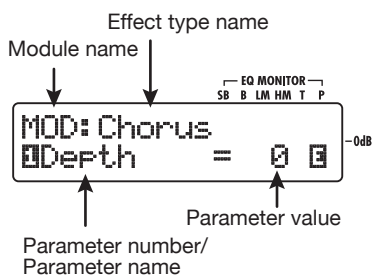 Effect type name
Module name
EQ MONITOR
SB B LM HM T P
MOD:Chorus
1Depth = 0 E
-0dB
Parameter value
Parameter number/
Parameter name